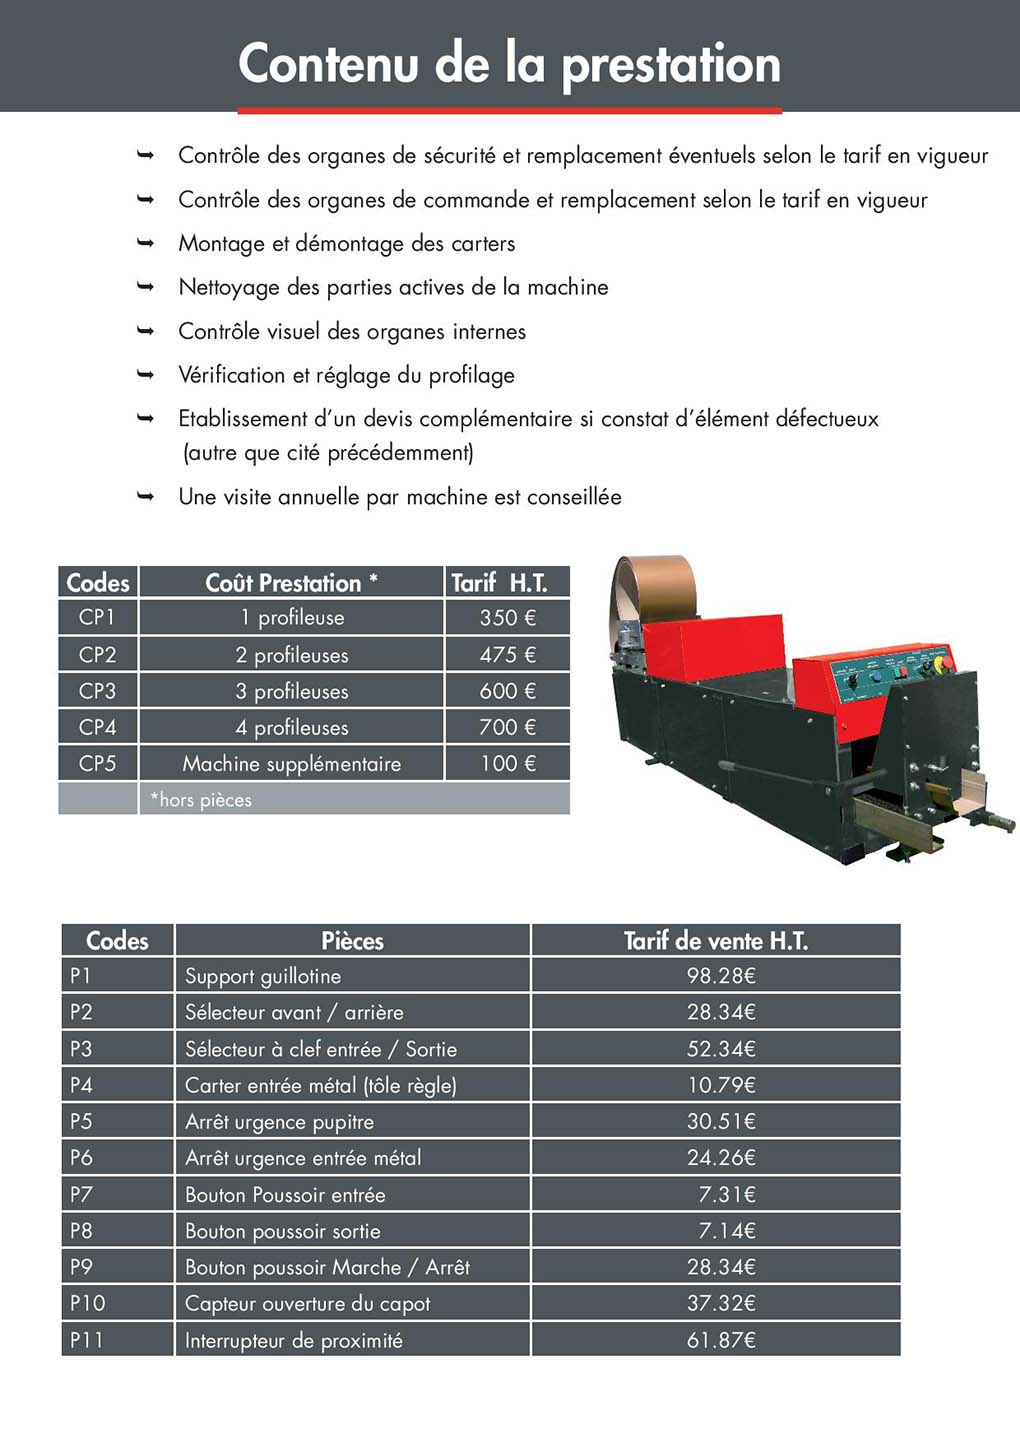 Contenu de la prestation
➥ Contrôle des organes de sécurité et remplacement éventuels selon le tarif en vigueur
➥ Contrôle des organes de commande et remplacement selon le tarif en vigueur
➥ Montage et démontage des carters
➥ Nettoyage des parties actives de la machine
➥ Contrôle visuel des organes internes
➥ Vérification et réglage du profilage
➥ Etablissement d’un devis complémentaire si constat d’élément défectueux
(autre que cité précédemment)
➥ Une visite annuelle par machine est conseillée
Codes Coût Prestation * Tarif H.T.
CP1 1 profileuse 350 €
CP2 2 profileuses 475 €
CP3 3 profileuses 600 €
CP4 4 profileuses 700 €
CP5 Machine supplémentaire 100 €
*hors pièces
Codes Pièces Tarif de vente H.T.
P1 Support guillotine 98.28€
P2 Sélecteur avant / arrière 28.34€
P3 Sélecteur à clef entrée / Sortie 52.34€
P4 Carter entrée métal (tôle règle) 10.79€
P5 Arrêt urgence pupitre 30.51€
P6 Arrêt urgence entrée métal 24.26€
P7 Bouton Poussoir entrée 7.31€
P8 Bouton poussoir sortie 7.14€
P9 Bouton poussoir Marche / Arrêt 28.34€
P10 Capteur ouverture du capot 37.32€
P11 Interrupteur de proximité 61.87€